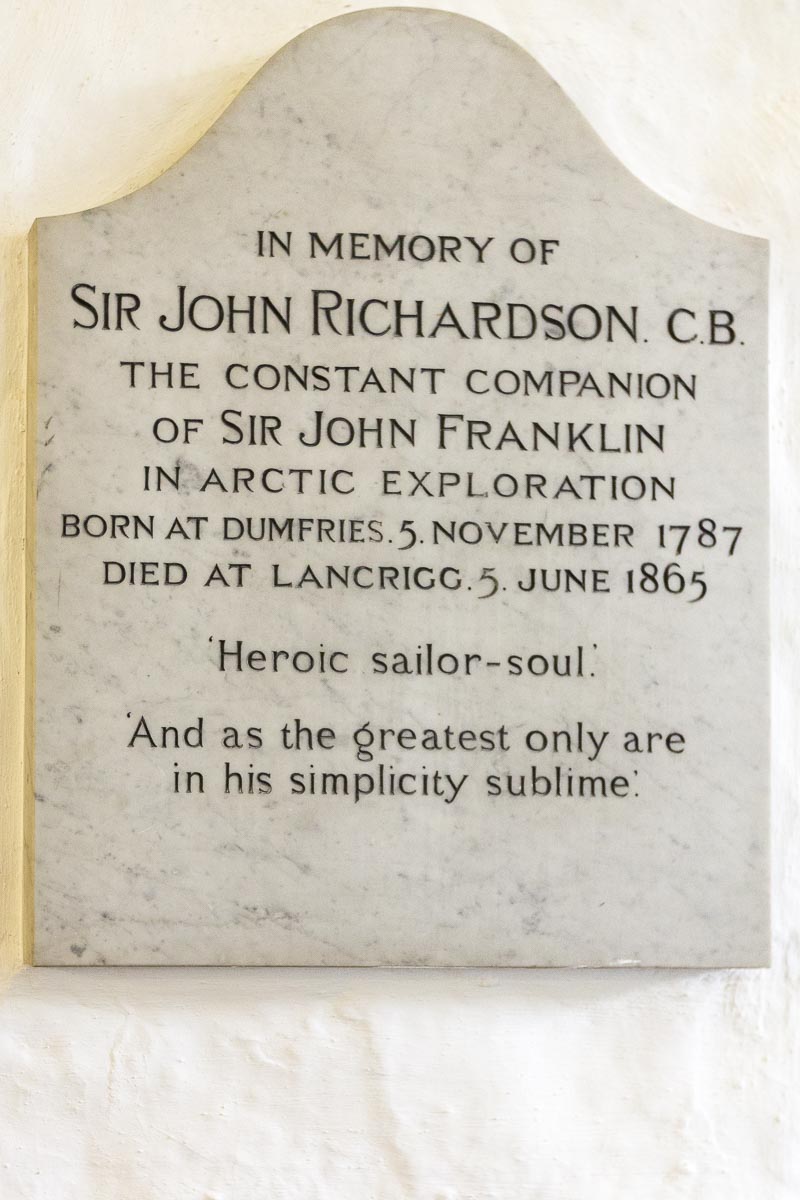 IN MEMORY OF
SIR JOHN RICHARDSON. C.B.
THE CONSTANT COMPANION
OF SIR JOHN FRANKLIN
IN ARCTIC EXPLORATION
BORN AT DUMFRIES. 5. NOVEMBER 1787
DIED AT LANCRIGG. 5. JUNE 1865
'Heroic sailor-soul.'
'And as the greatest only are
in his simplicity sublime.'